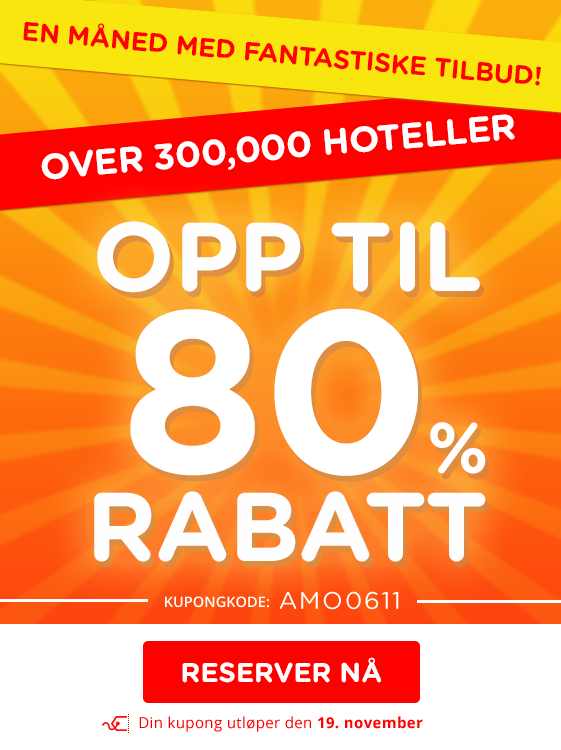 EN MÅNED MED FANTASTISKE TILBUD!
OVER 300,000 HOTELLER
OPP TIL
80%
RABATT
KUPONGKODE: AMO0611
RESERVER NÅ
Din kupong utløper den 19. november